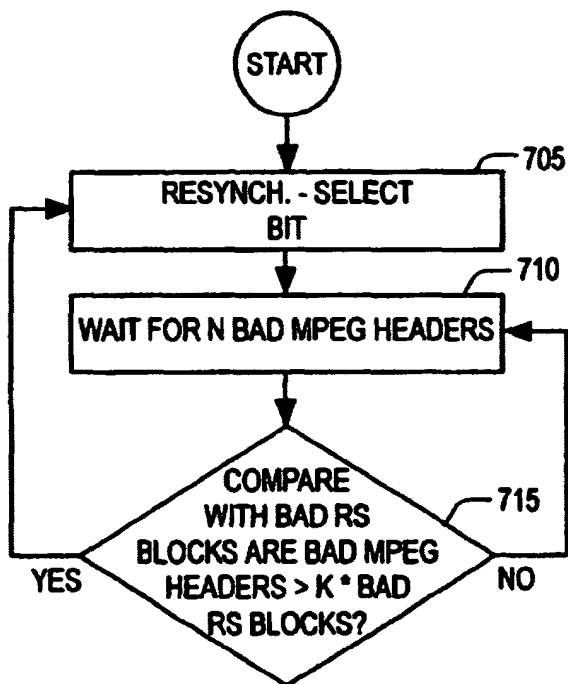 START
705
RESYNCH. - SELECT
BIT
710
WAIT FOR N BAD MPEG HEADERS
COMPARE
WITH BAD RS
BLOCKS ARE BAD MPEG
HEADERS > K * BAD
RS BLOCKS?
715
YES
NO